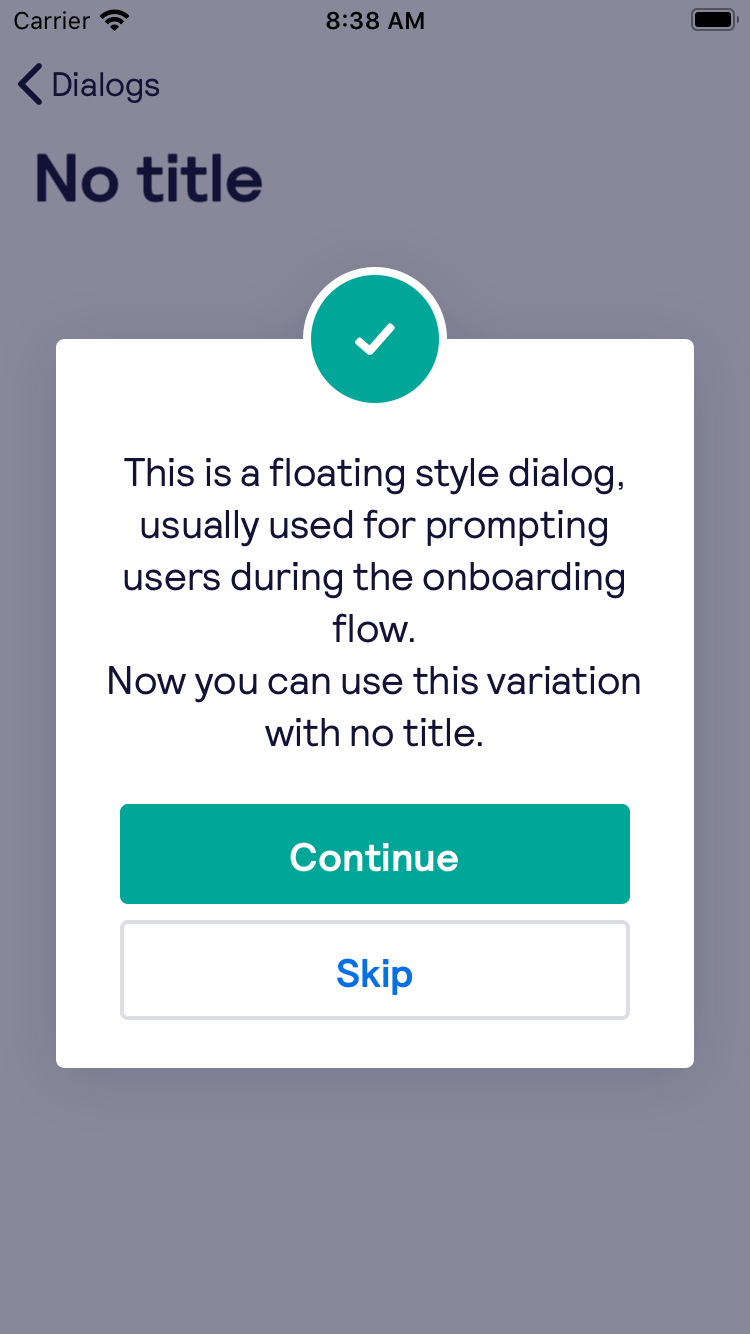 Carrier 8:38 AM
Dialogs
No title
This is a floating style dialog,
usually used for prompting
users during the onboarding
flow.
Now you can use this variation
with no title.
Continue
Skip